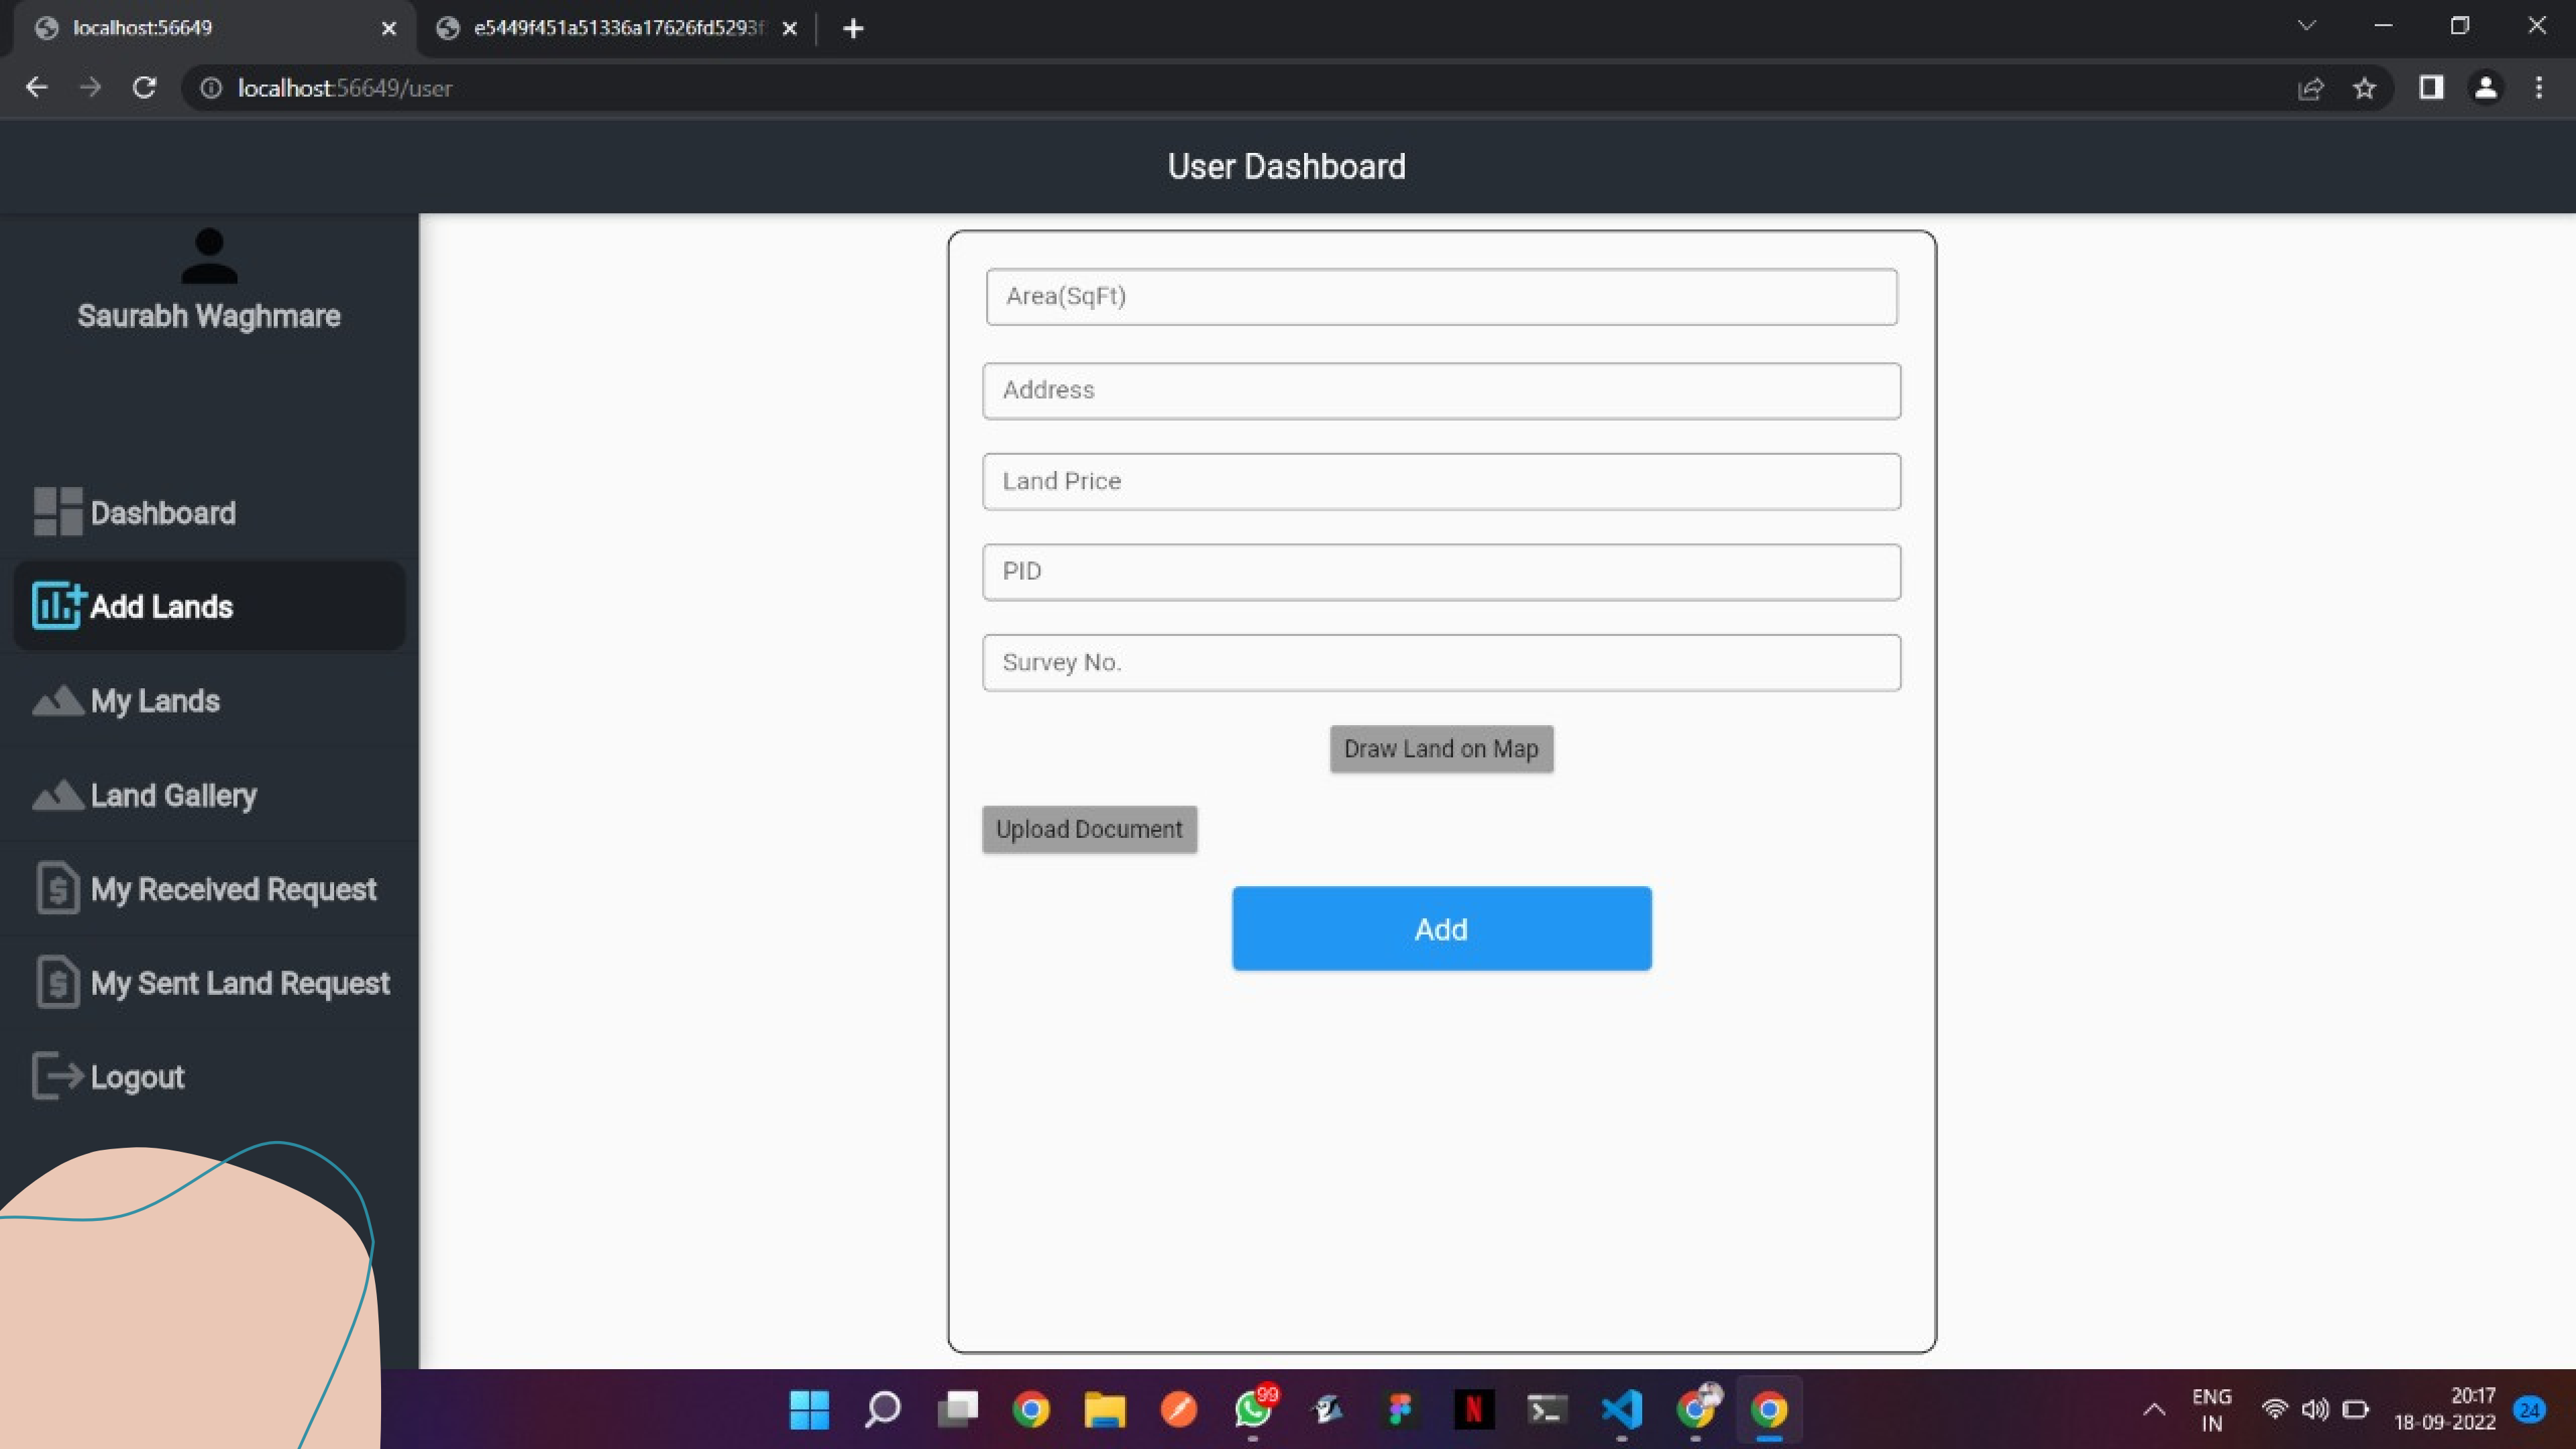 localhost:56649
e5449f451a51336a17626fd5293f
localhost:56649/user
User Dashboard
Saurabh Waghmare
Dashboard
Add Lands
My Lands
Land Gallery
My Received Request
My Sent Land Request
Logout
Area(SqFt)
Address
Land Price
PID
Survey No.
Draw Land on Map
Upload Document
Add
99
N
ENG
IN
20:17
18-09-2022
24